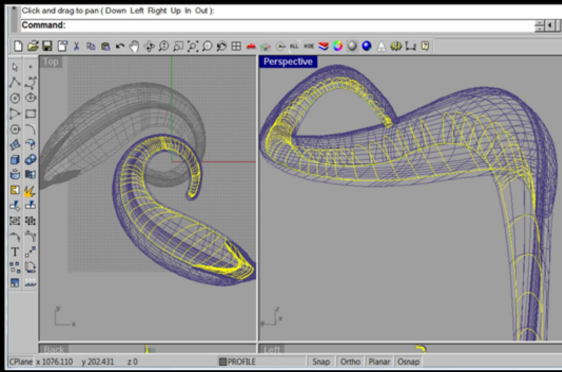 Click and drag to pan ( Down Left Right Up In Out ):
Command:
Top
Perspective
Back
Left
CPlane x 1076.110 y 202.431 z 0 PROFILE Snap Ortho Planar Osnap